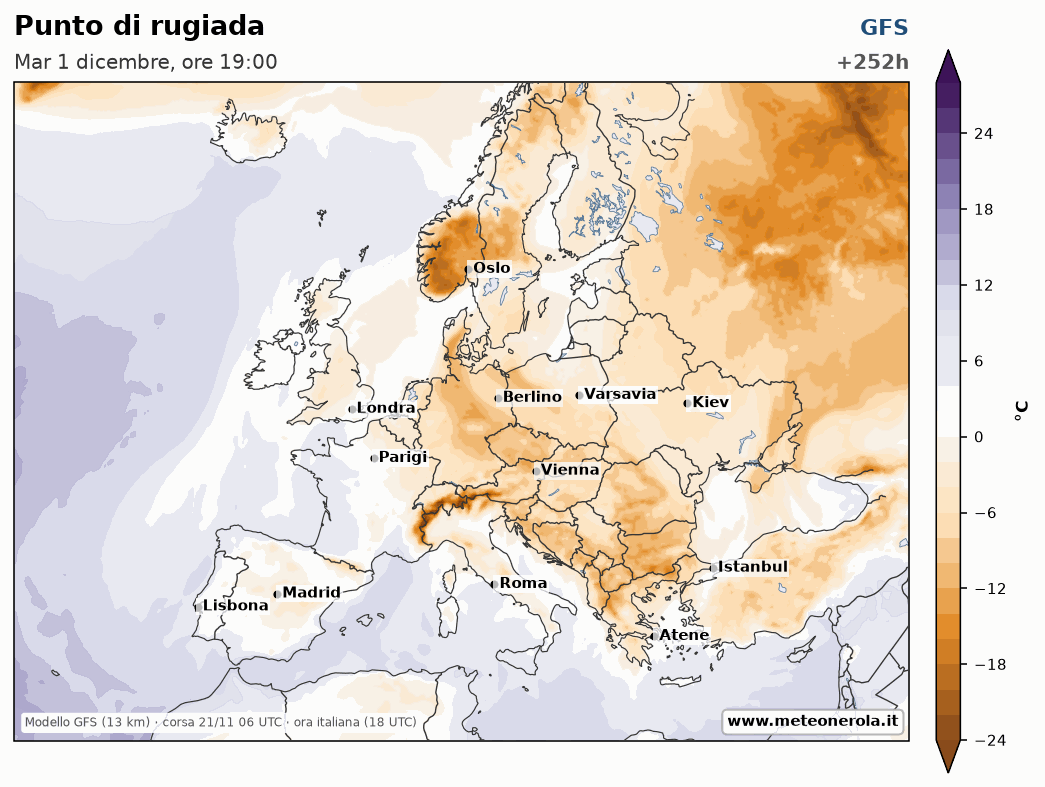 Punto di rugiada
GFS
Mar 1 dicembre, ore 19:00
+252h
24
18
12
6
0
−6
−12
−18
−24
°C
Oslo
Berlino
Varsavia
Kiev
Londra
Parigi
Vienna
Istanbul
Roma
Madrid
Lisbona
Atene
Modello GFS (13 km) · corsa 21/11 06 UTC · ora italiana (18 UTC)
www.meteonerola.it